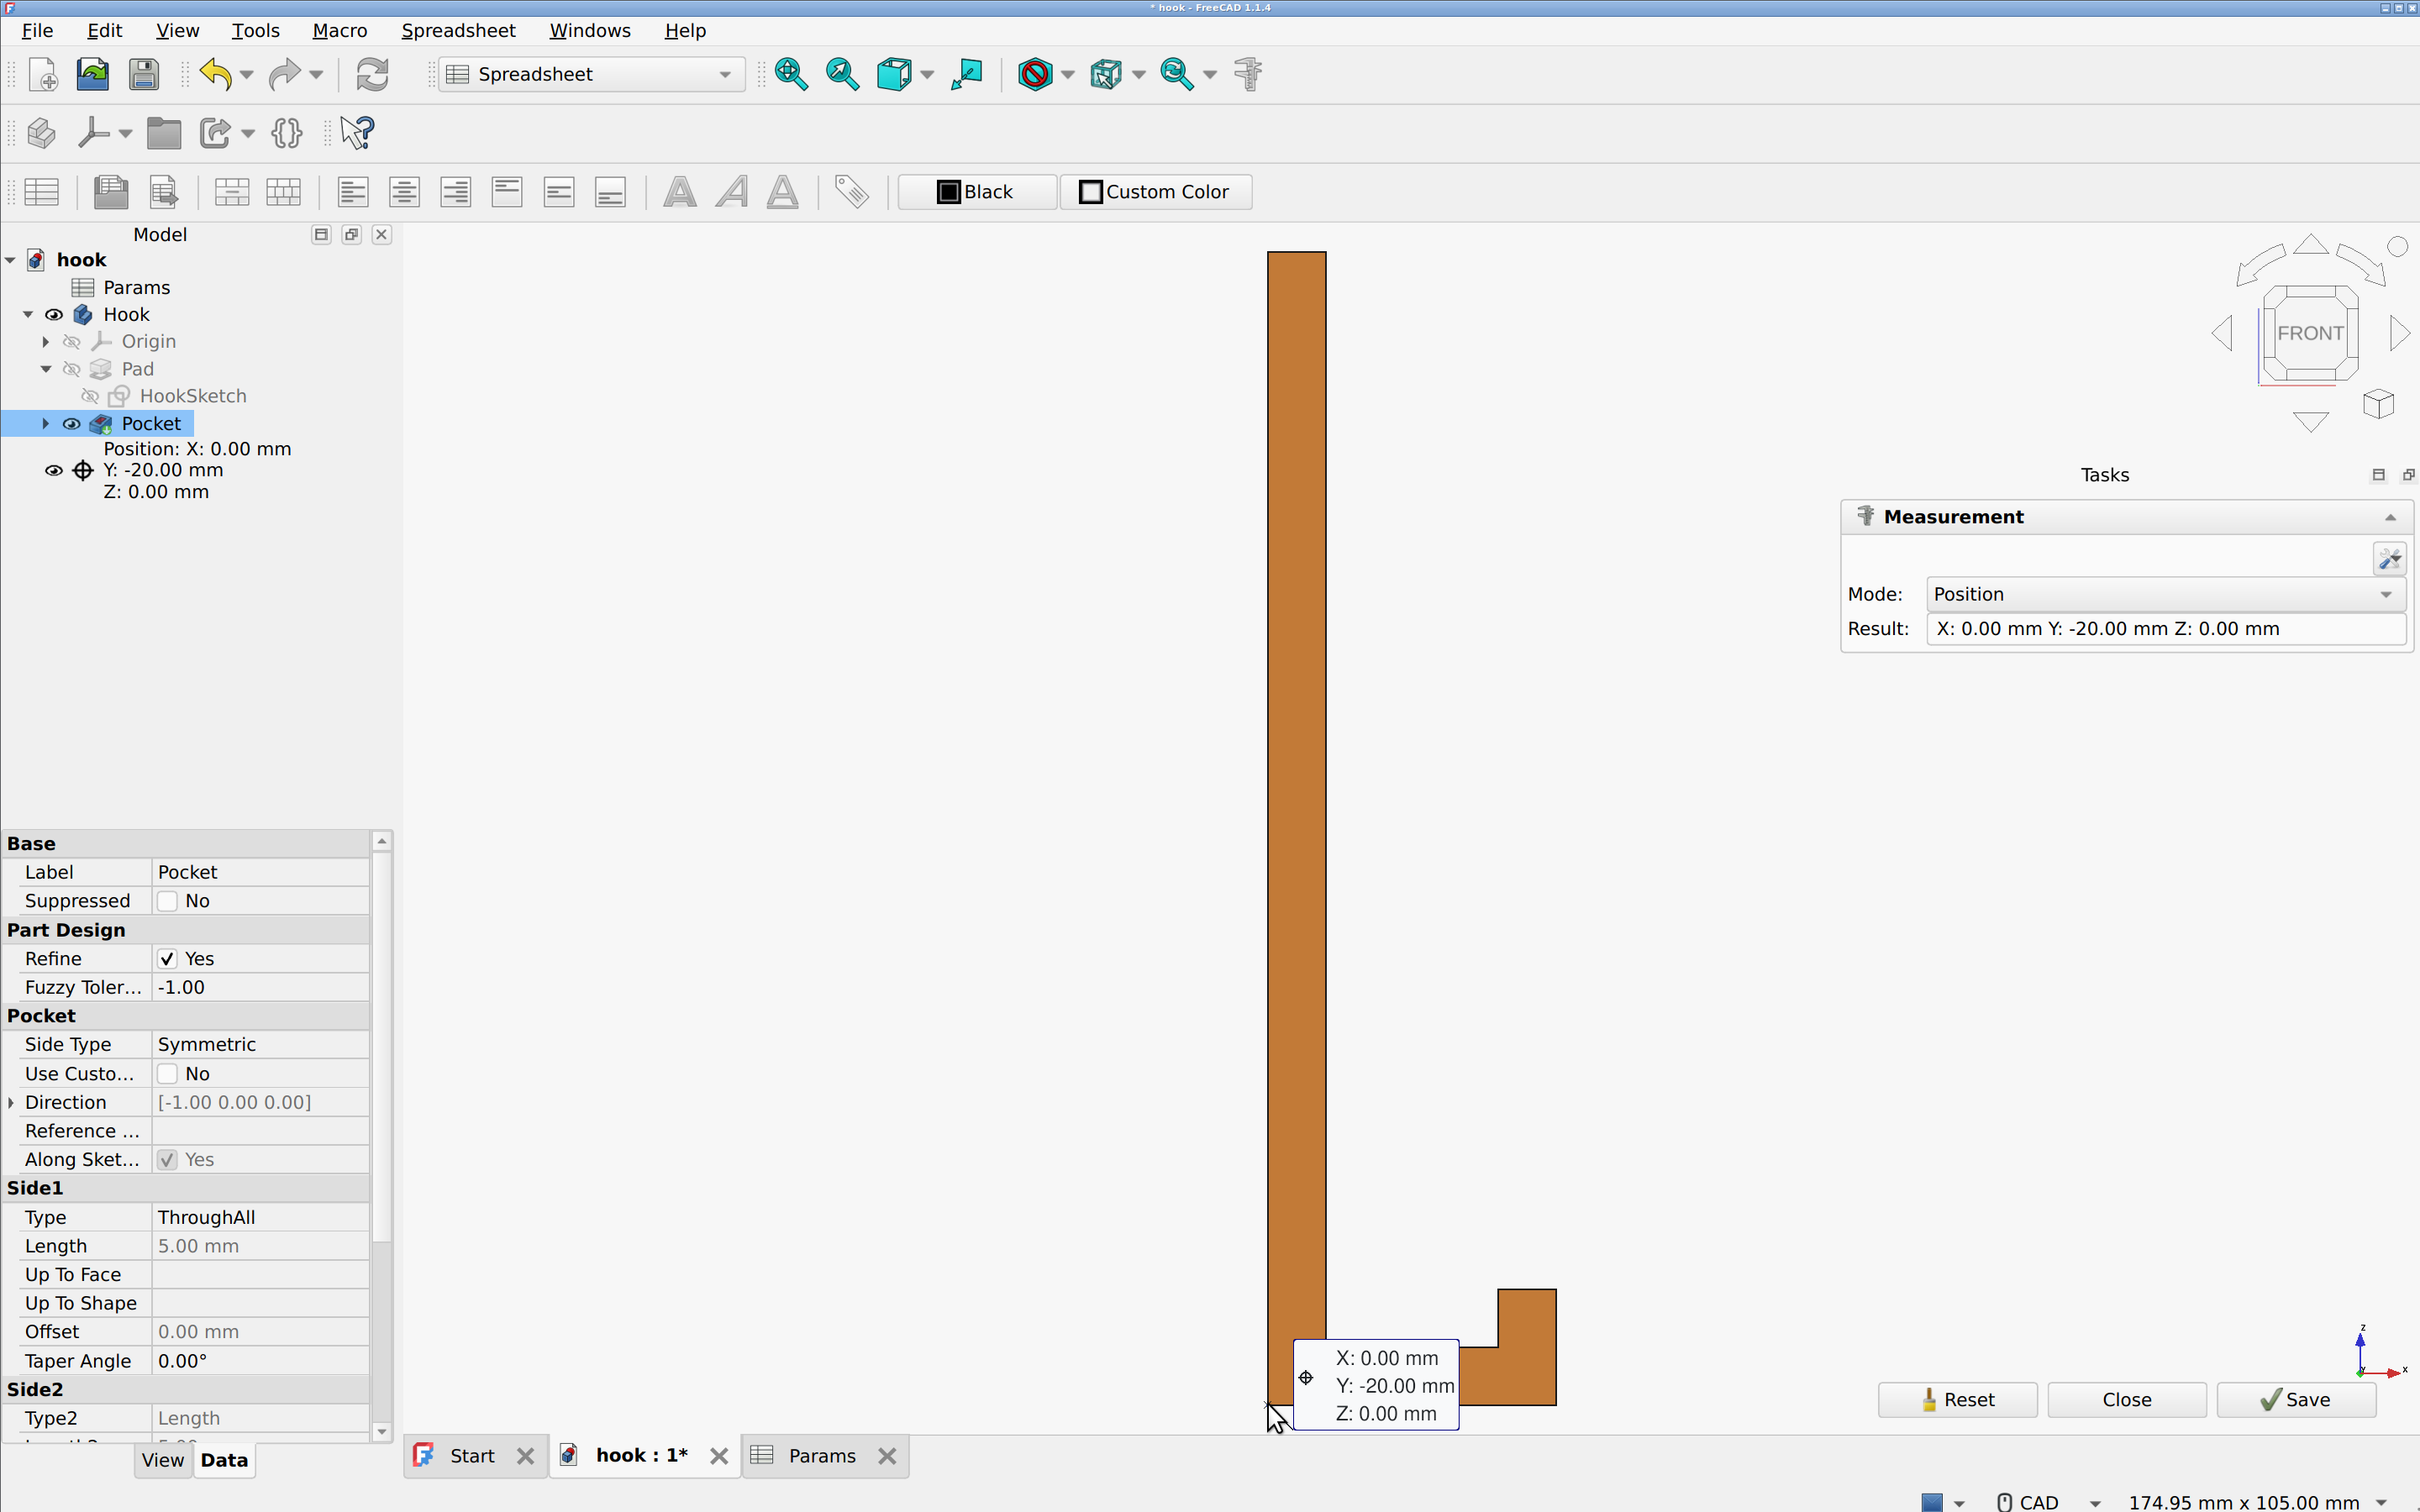 * hook - FreeCAD 1.1.4
File Edit View Tools Macro Spreadsheet Windows Help
Spreadsheet
Black Custom Color
Model
hook
Params
Hook
Origin
Pad
HookSketch
Pocket
Position: X: 0.00 mm
Y: -20.00 mm
Z: 0.00 mm
FRONT
Tasks
Measurement
Mode: Position
Result: X: 0.00 mm Y: -20.00 mm Z: 0.00 mm
Base
Label Pocket
Suppressed No
Part Design
Refine Yes
Fuzzy Toler... -1.00
Pocket
Side Type Symmetric
Use Custo... No
Direction [-1.00 0.00 0.00]
Reference ...
Along Sket... Yes
Side1
Type ThroughAll
Length 5.00 mm
Up To Face
Up To Shape
Offset 0.00 mm
Taper Angle 0.00°
Side2
Type2 Length
X: 0.00 mm
Y: -20.00 mm
Z: 0.00 mm
z
x
Reset Close Save
View Data
Start hook : 1* Params
CAD 174.95 mm x 105.00 mm